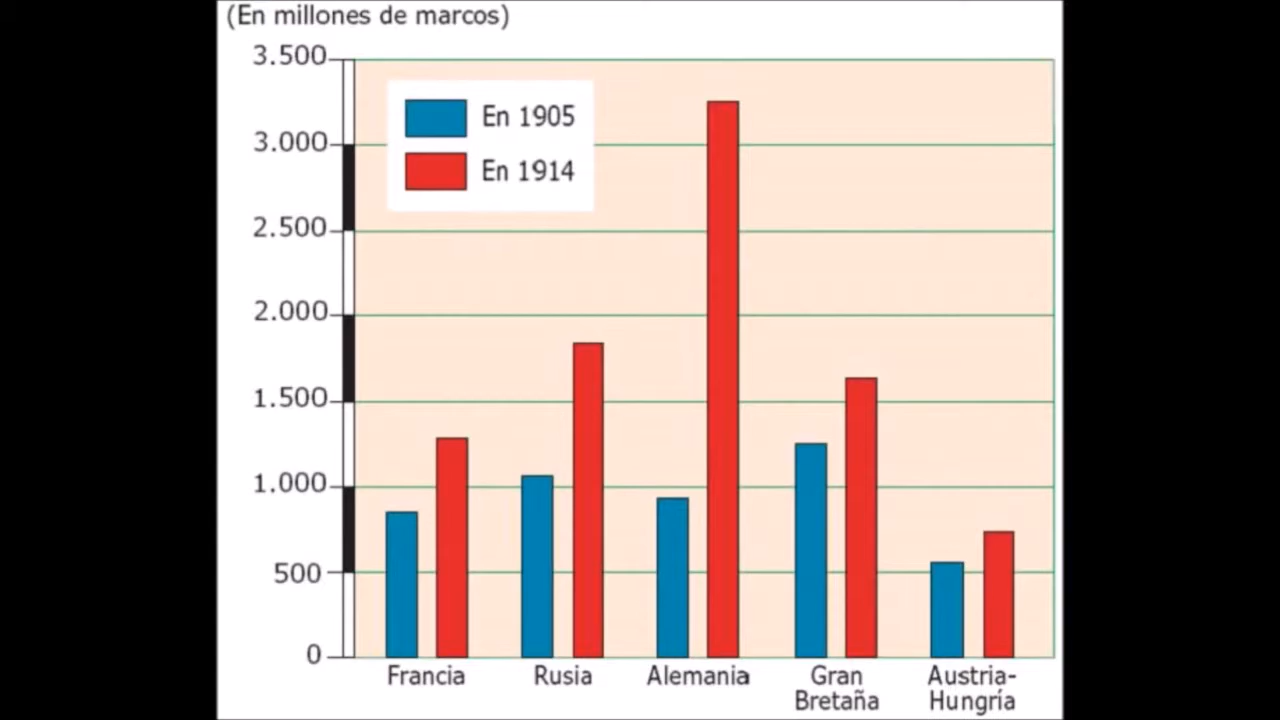 (En millones de marcos)
3.500
3.000
2.500
2.000
1.500
1.000
500
0
En 1905
En 1914
Francia
Rusia
Alemania
Gran
Bretaña
Austria-
Hungría